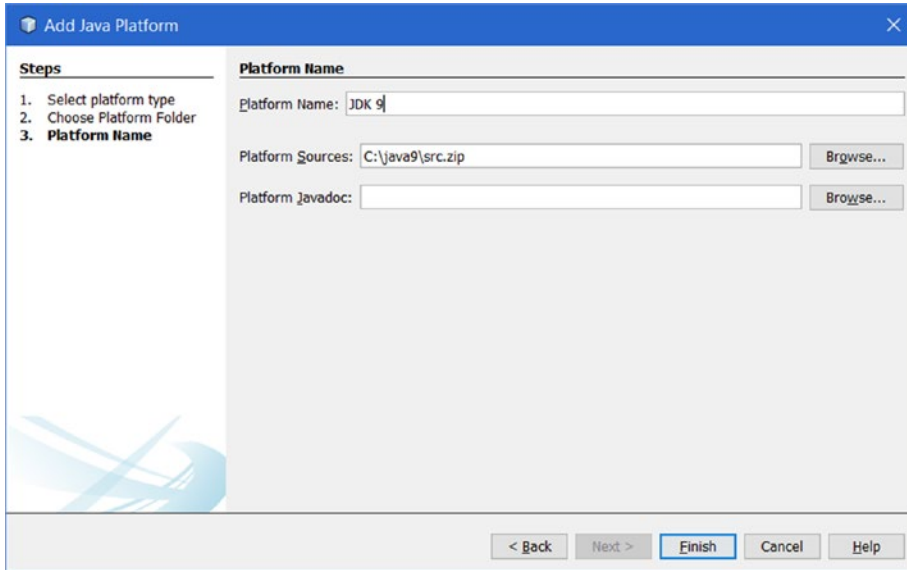 Add Java Platform
Steps
1. Select platform type
2. Choose Platform Folder
3. Platform Name
Platform Name
Platform Name: JDK 9
Platform Sources: C:\java9\src.zip Browse...
Platform Javadoc: Browse...
< Back Next > Finish Cancel Help